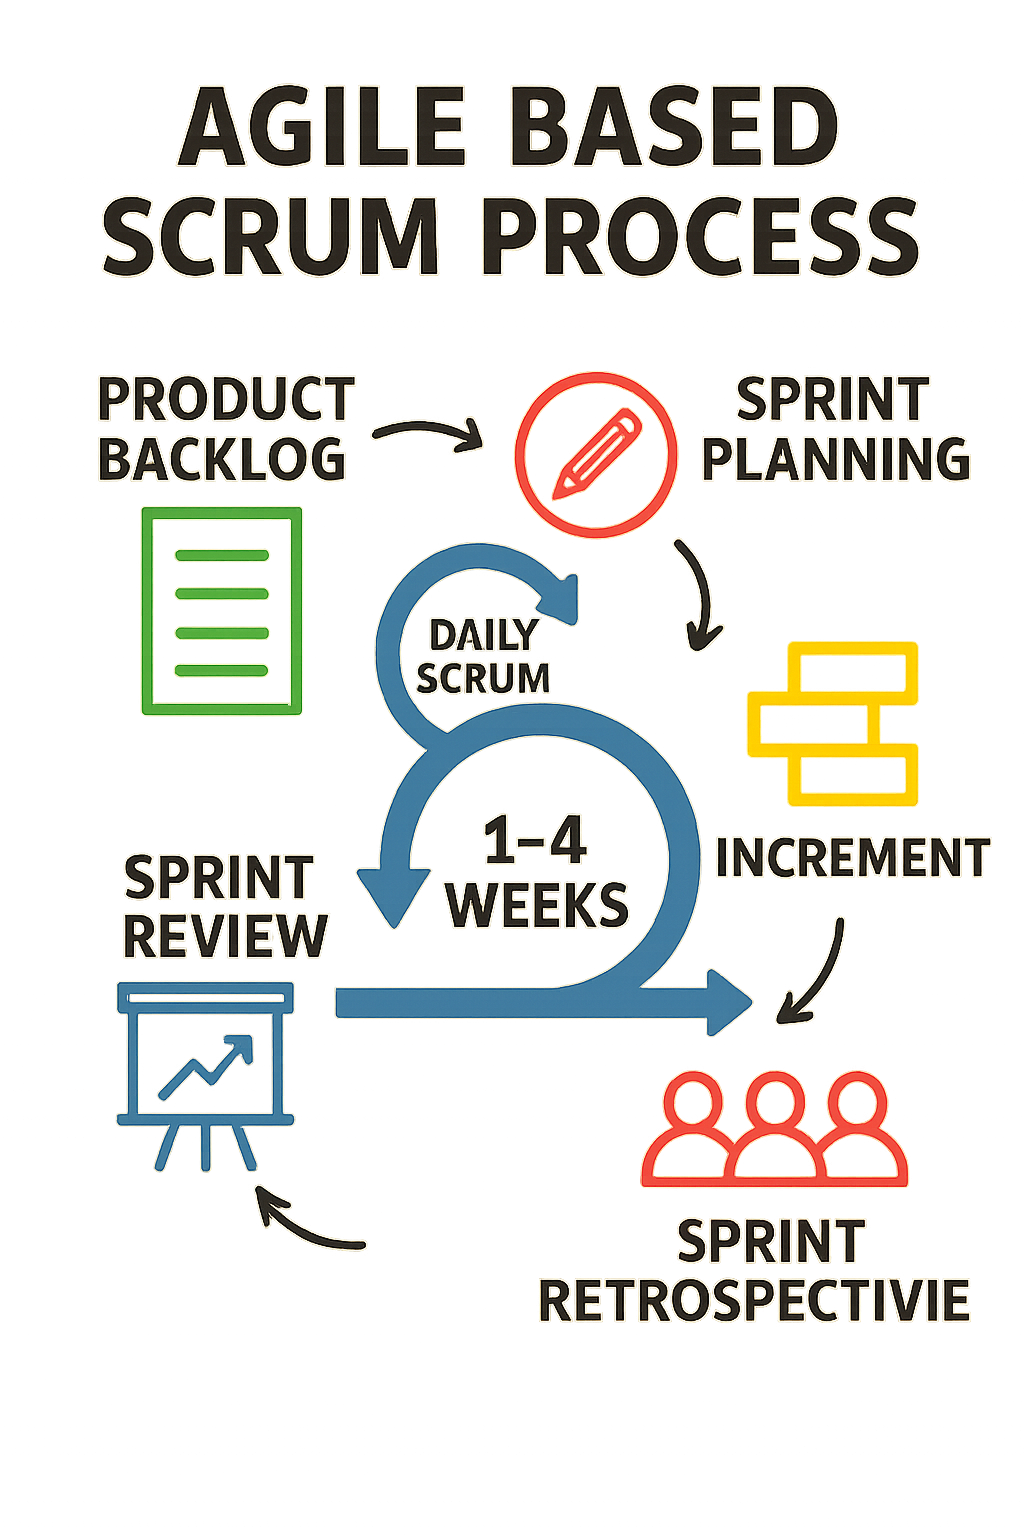 AGILE BASED
SCRUM PROCESS
PRODUCT
BACKLOG
SPRINT
PLANNING
DAILY
SCRUM
1–4
WEEKS
INCREMENT
SPRINT
REVIEW
SPRINT
RETROSPECTIVIE